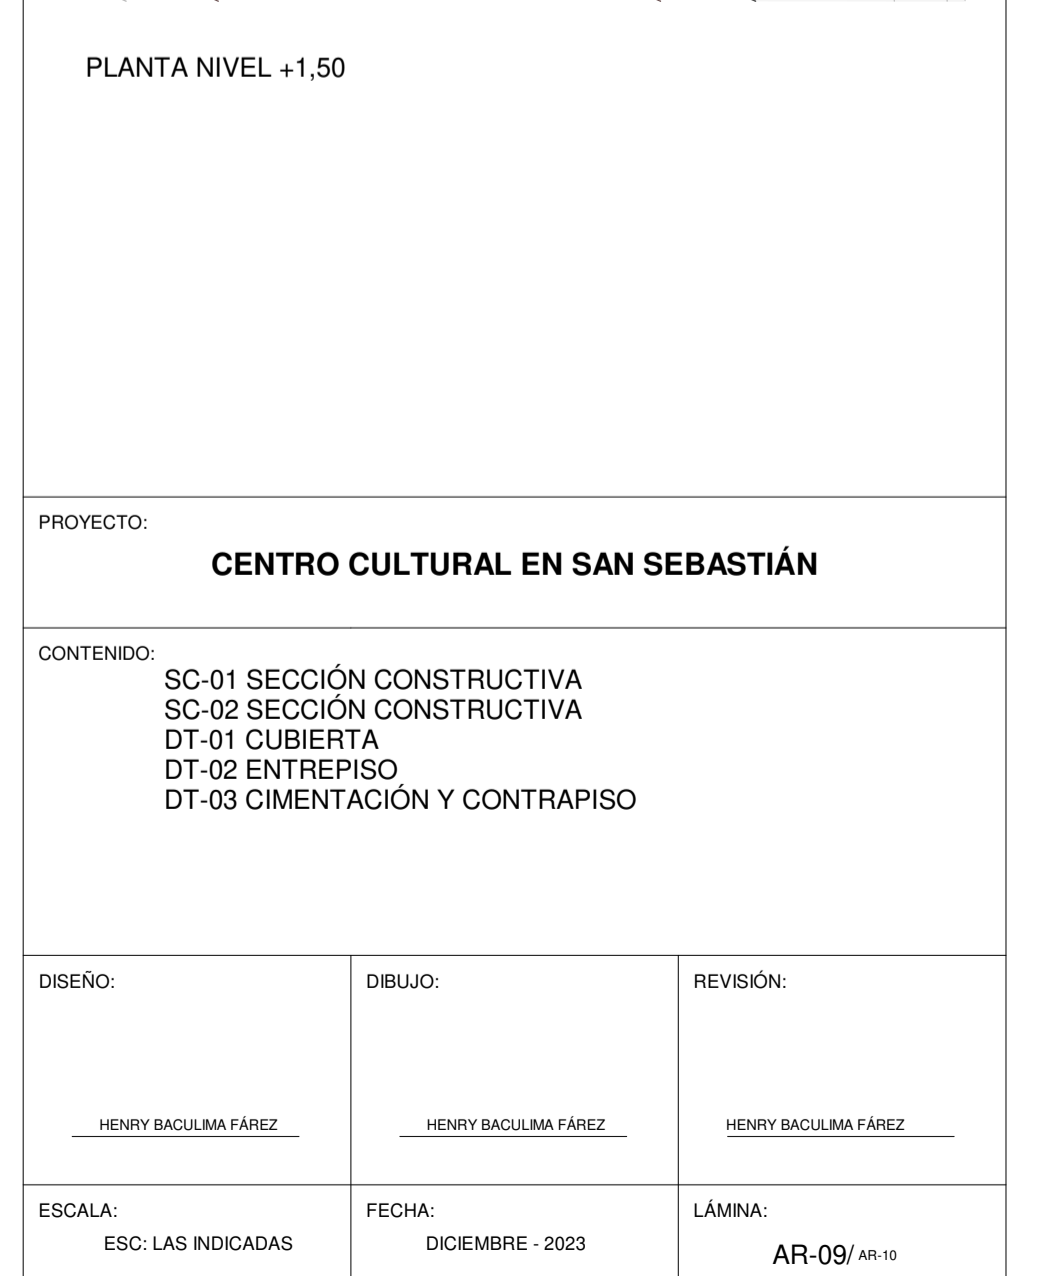 PLANTA NIVEL +1,50
PROYECTO:
CENTRO CULTURAL EN SAN SEBASTIÁN
CONTENIDO:
SC-01 SECCIÓN CONSTRUCTIVA
SC-02 SECCIÓN CONSTRUCTIVA
DT-01 CUBIERTA
DT-02 ENTREPISO
DT-03 CIMENTACIÓN Y CONTRAPISO
DISEÑO:
HENRY BACULIMA FÁREZ
DIBUJO:
HENRY BACULIMA FÁREZ
REVISIÓN:
HENRY BACULIMA FÁREZ
ESCALA:
ESC: LAS INDICADAS
FECHA:
DICIEMBRE - 2023
LÁMINA:
AR-09/ AR-10